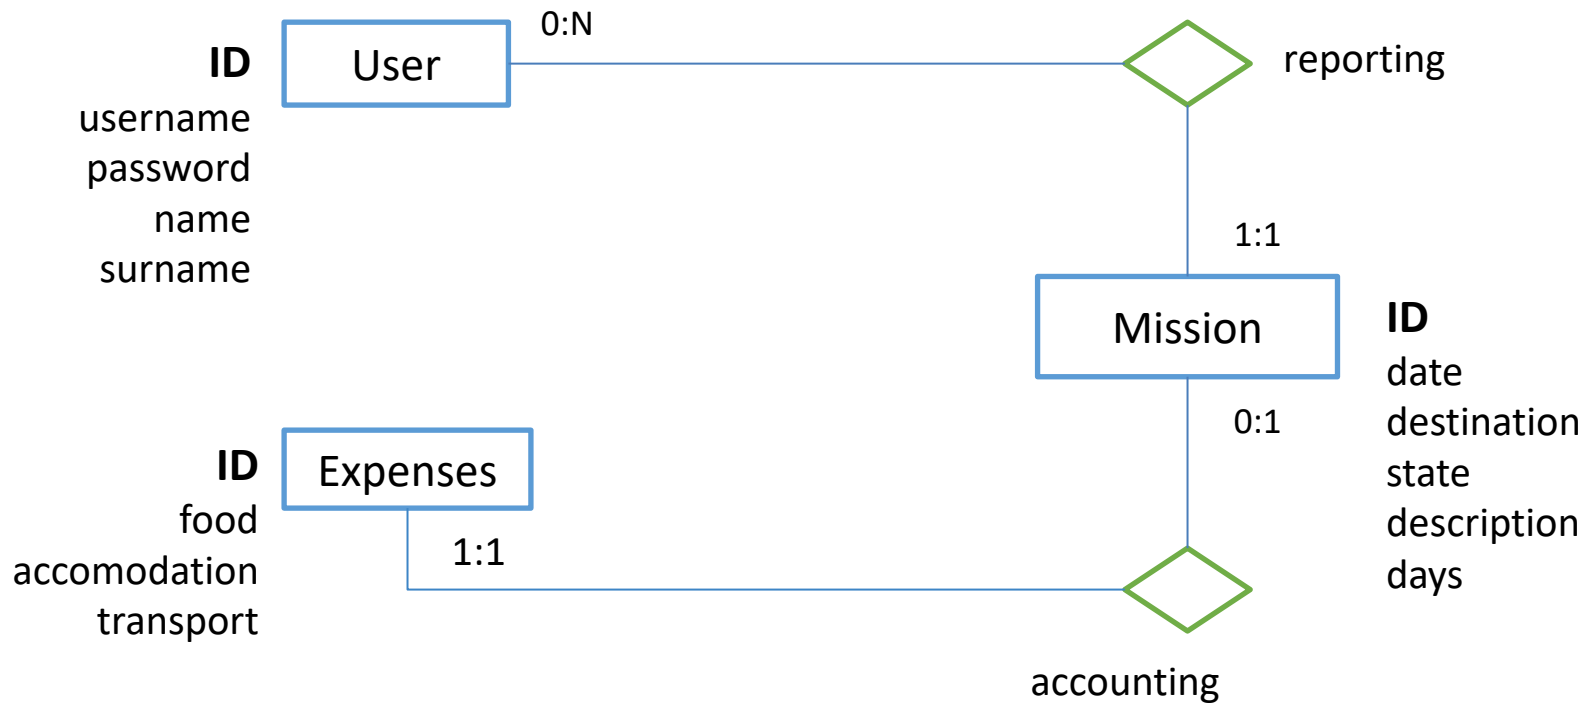 0:N
ID
User
reporting
username
password
name
surname
1:1
Mission
ID
date
0:1
destination
ID
Expenses
state
food
description
1:1
accomodation
days
transport
accounting